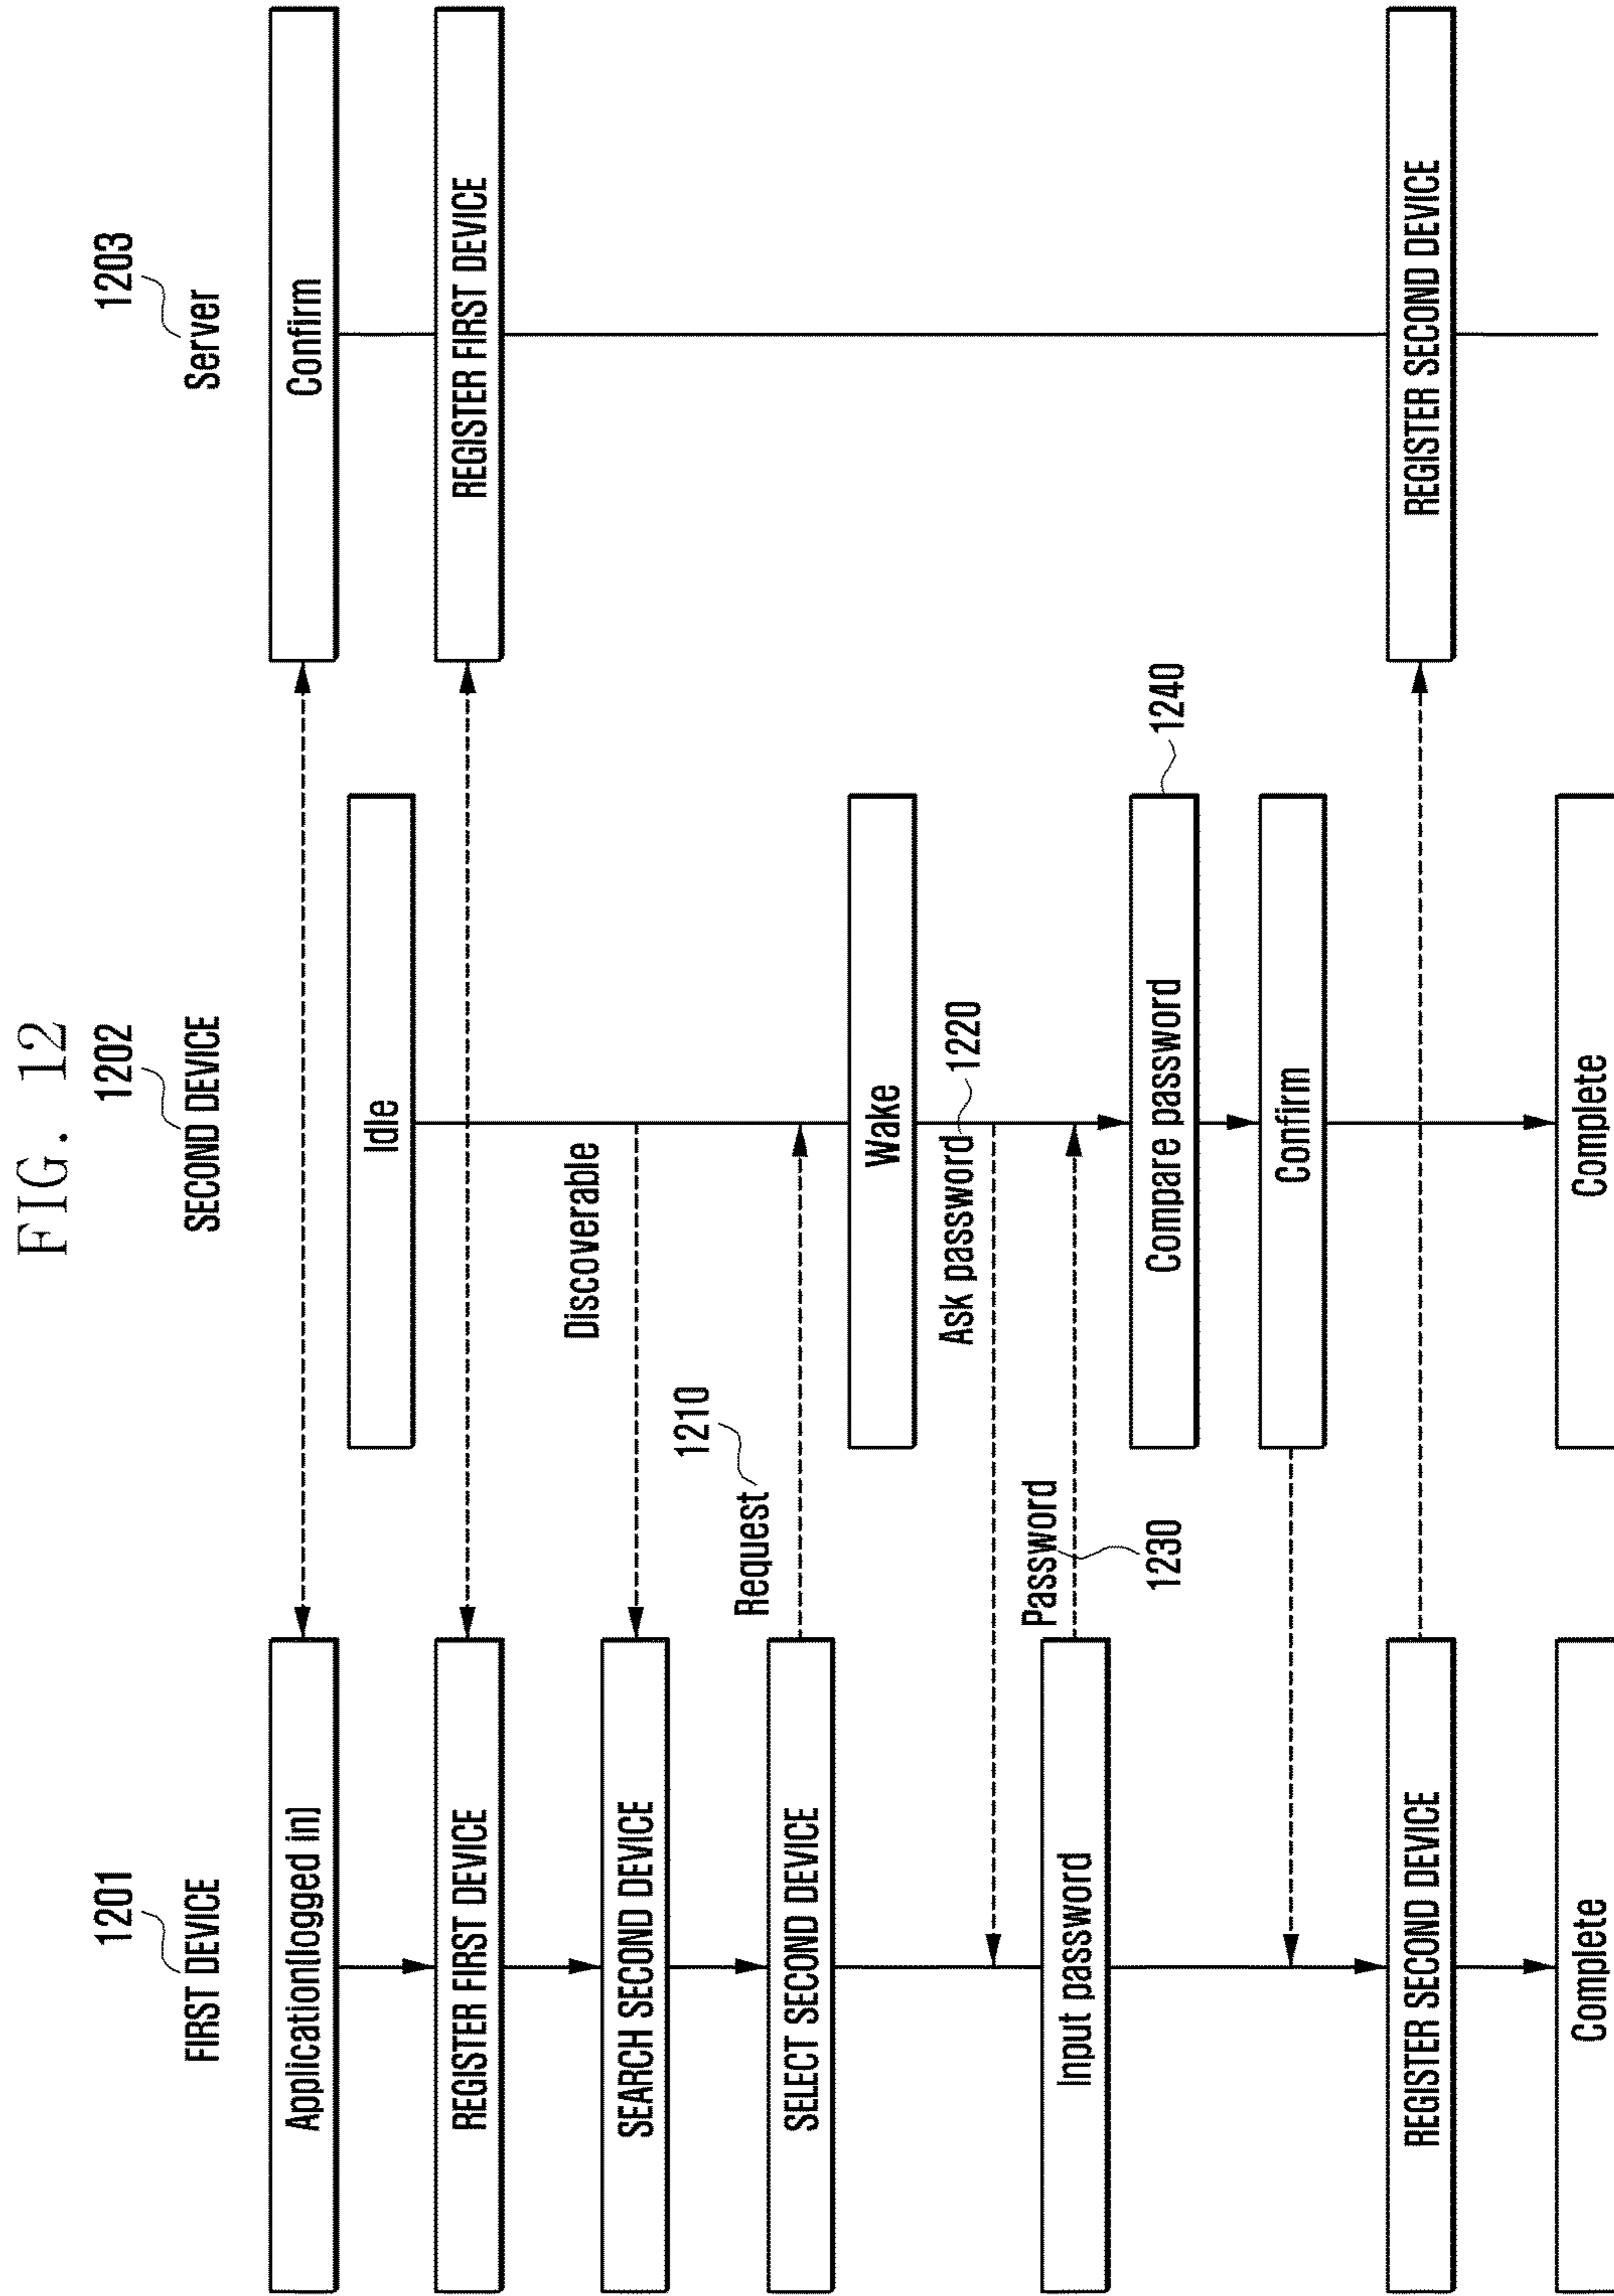 FIG. 12
1201
1202
1203
FIRST DEVICE
SECOND DEVICE
Server
Application(logged in)
Confirm
Idle
REGISTER FIRST DEVICE
REGISTER FIRST DEVICE
Discoverable
SEARCH SECOND DEVICE
1210
Request
SELECT SECOND DEVICE
Wake
Ask password
1220
Password
Input password
1230
Compare password
1240
Confirm
REGISTER SECOND DEVICE
REGISTER SECOND DEVICE
Complete
Complete